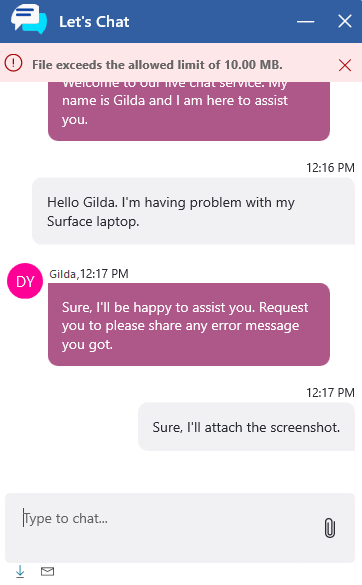 Let's Chat
File exceeds the allowed limit of 10.00 MB.
Welcome to our live chat service. My
name is Gilda and I am here to assist
you.
12:16 PM
Hello Gilda. I'm having problem with my
Surface laptop.
DY
Gilda,12:17 PM
Sure, I'll be happy to assist you. Request
you to please share any error message
you got.
12:17 PM
Sure, I'll attach the screenshot.
Type to chat...